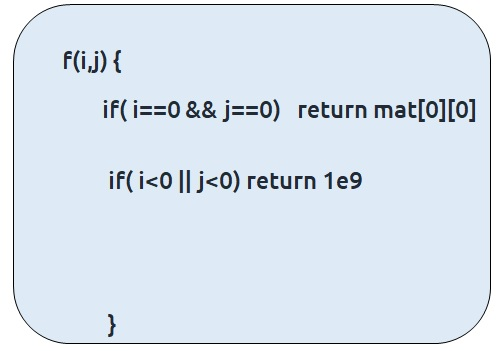 f(i,j) {
if( i==0 && j==0)   return mat[0][0]
if( i<0 || j<0) return 1e9
}